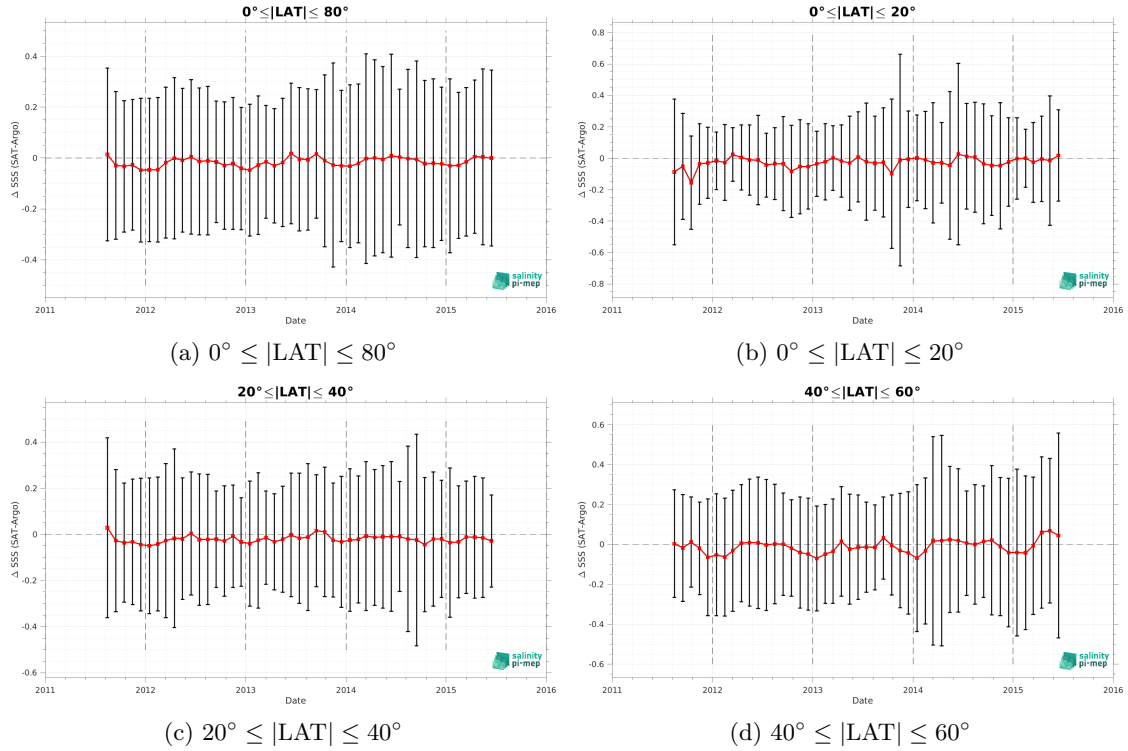 0°≤|LAT|≤ 80°
Δ SSS (SAT-Argo)
0.4
0.2
0
-0.2
-0.4
2011 2012 2013 2014 2015 2016
Date
salinity
pi-mep
(a) 0° ≤ |LAT| ≤ 80°
0°≤|LAT|≤ 20°
Δ SSS (SAT-Argo)
0.8
0.6
0.4
0.2
0
-0.2
-0.4
-0.6
-0.8
2011 2012 2013 2014 2015 2016
Date
salinity
pi-mep
(b) 0° ≤ |LAT| ≤ 20°
20°≤|LAT|≤ 40°
Δ SSS (SAT-Argo)
0.4
0.2
0
-0.2
-0.4
-0.6
2011 2012 2013 2014 2015 2016
Date
salinity
pi-mep
(c) 20° ≤ |LAT| ≤ 40°
40°≤|LAT|≤ 60°
Δ SSS (SAT-Argo)
0.6
0.4
0.2
0
-0.2
-0.4
-0.6
2011 2012 2013 2014 2015 2016
Date
salinity
pi-mep
(d) 40° ≤ |LAT| ≤ 60°